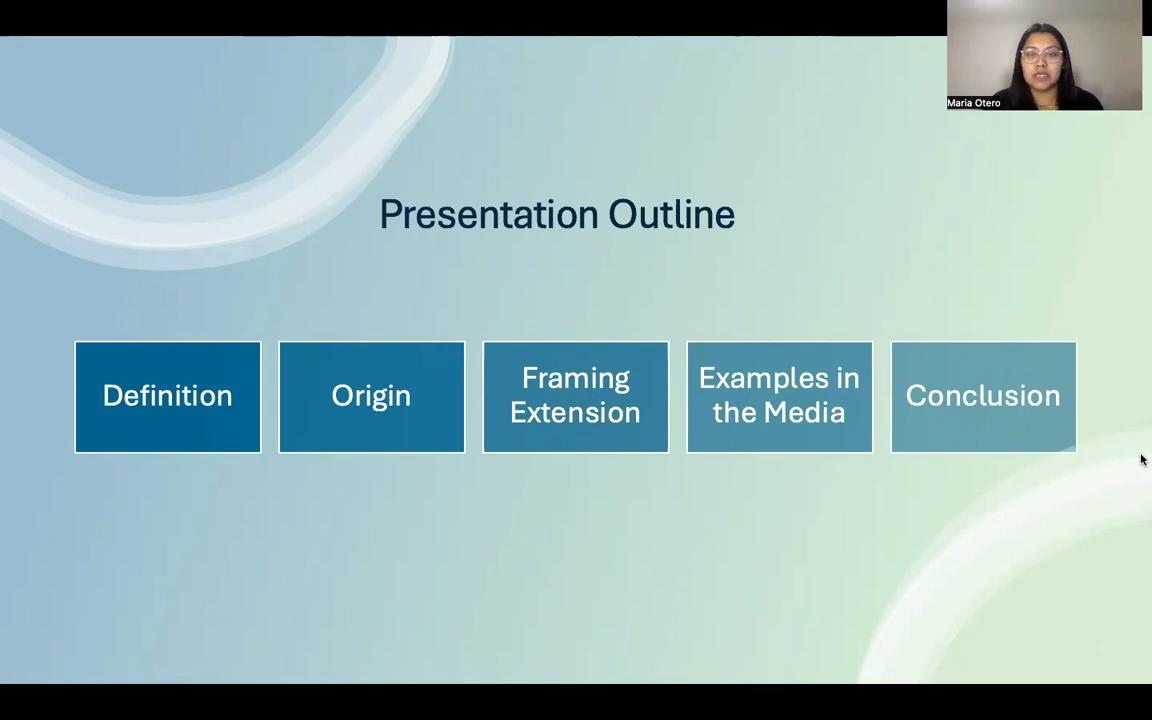 Maria Otero
Presentation Outline
Definition
Origin
Framing
Extension
Examples in
the Media
Conclusion